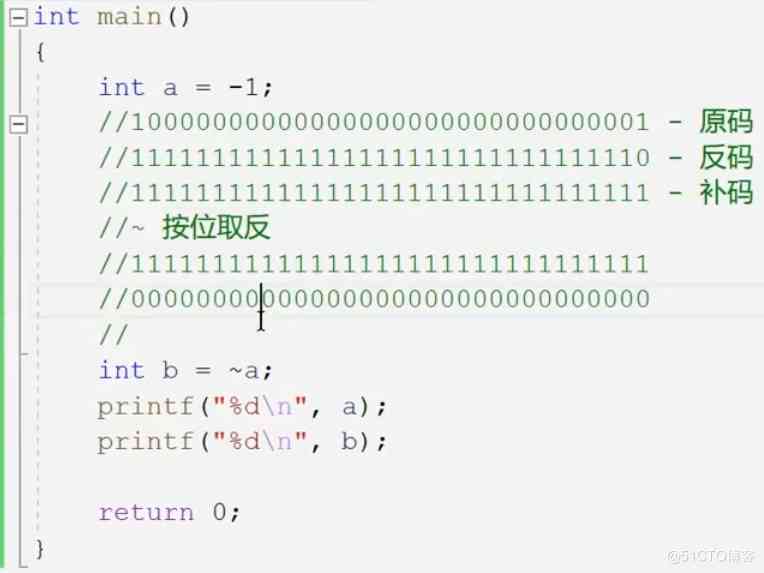 int main()
{
int a = -1;
//10000000000000000000000000000001 - 原码
//11111111111111111111111111111110 - 反码
//11111111111111111111111111111111 - 补码
//~ 按位取反
//11111111111111111111111111111111
//00000000000000000000000000000000
//
int b = ~a;
printf("%d\n", a);
printf("%d\n", b);
return 0;
}
@51CTO博客